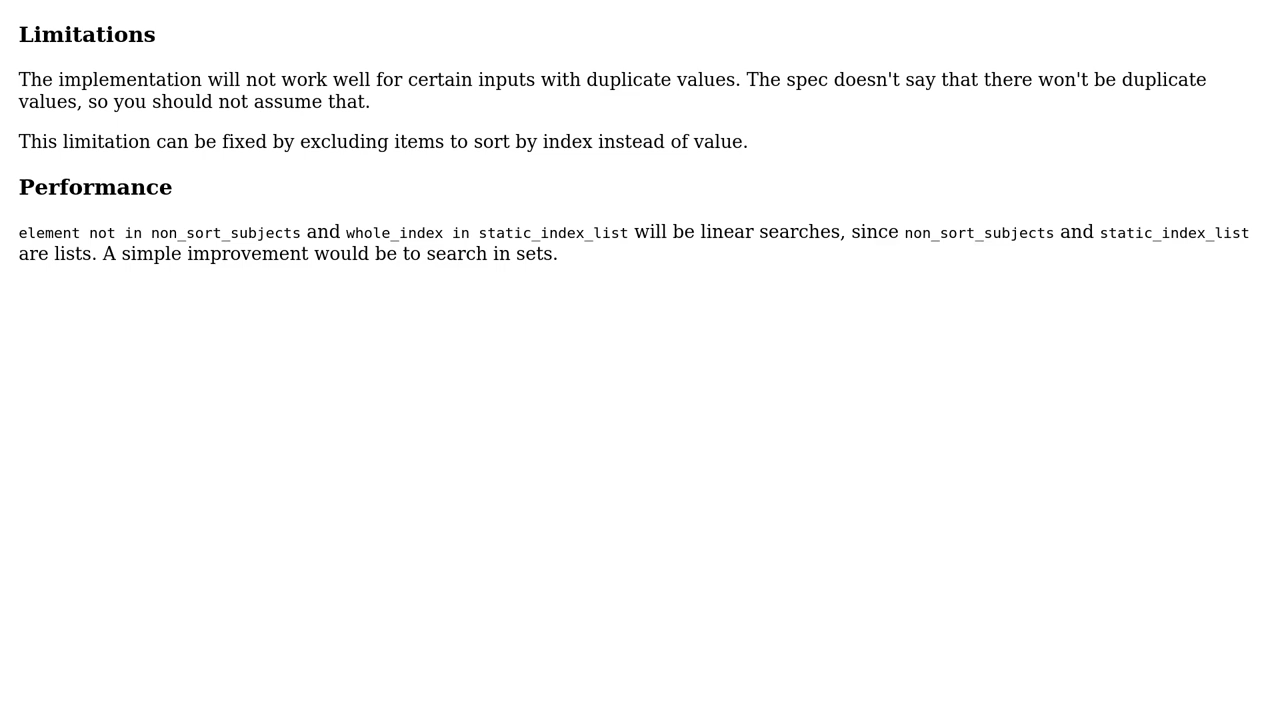 Limitations
The implementation will not work well for certain inputs with duplicate values. The spec doesn't say that there won't be duplicate
values, so you should not assume that.
This limitation can be fixed by excluding items to sort by index instead of value.
Performance
element not in non_sort_subjects and whole_index in static_index_list will be linear searches, since non_sort_subjects and static_index_list
are lists. A simple improvement would be to search in sets.